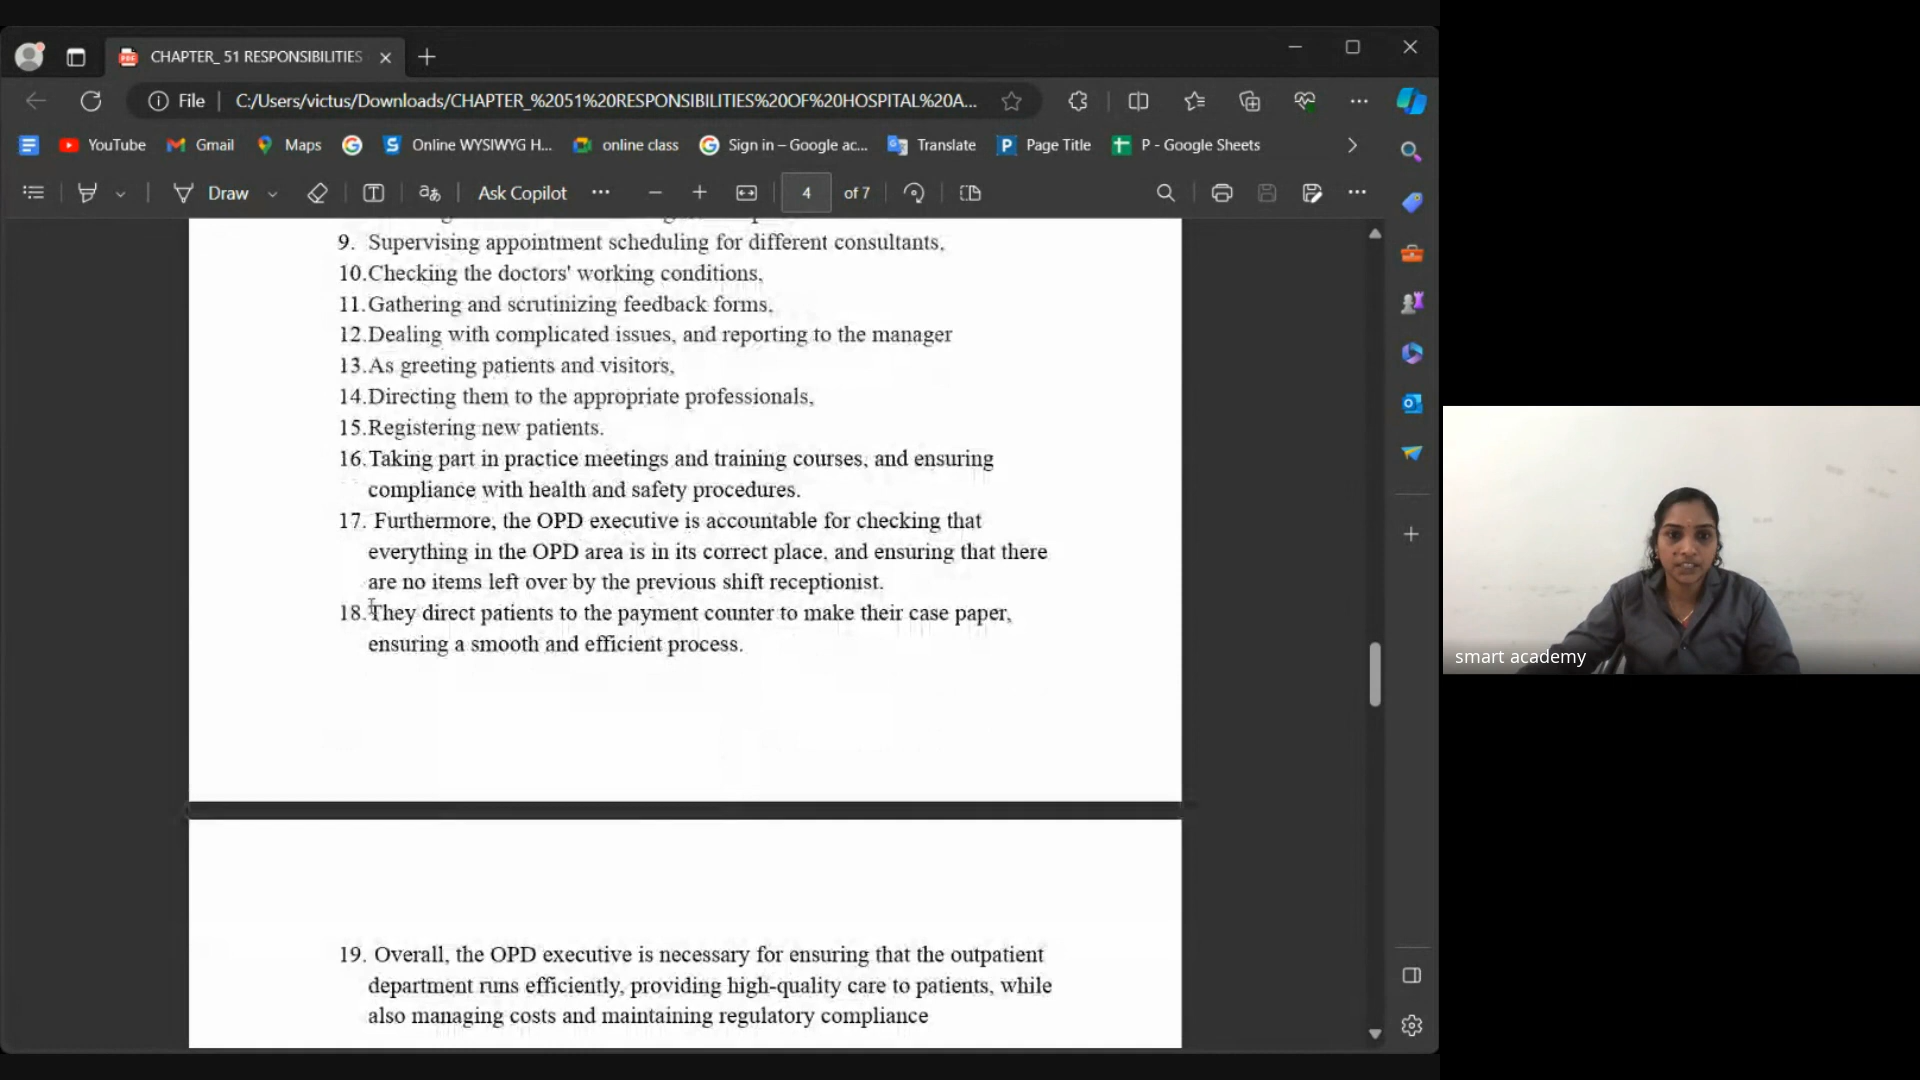 CHAPTER_ 51 RESPONSIBILITIES
File C:/Users/victus/Downloads/CHAPTER_%2051%20RESPONSIBILITIES%20OF%20HOSPITAL%20A...
YouTube Gmail Maps Online WYSIWYG H... online class Sign in – Google ac... Translate Page Title P - Google Sheets
Draw Ask Copilot 4 of 7
9. Supervising appointment scheduling for different consultants,
10.Checking the doctors' working conditions,
11.Gathering and scrutinizing feedback forms,
12.Dealing with complicated issues, and reporting to the manager
13.As greeting patients and visitors,
14.Directing them to the appropriate professionals,
15.Registering new patients.
16.Taking part in practice meetings and training courses, and ensuring
compliance with health and safety procedures.
17. Furthermore, the OPD executive is accountable for checking that
everything in the OPD area is in its correct place, and ensuring that there
are no items left over by the previous shift receptionist.
18.They direct patients to the payment counter to make their case paper,
ensuring a smooth and efficient process.
19. Overall, the OPD executive is necessary for ensuring that the outpatient
department runs efficiently, providing high-quality care to patients, while
also managing costs and maintaining regulatory compliance
smart academy